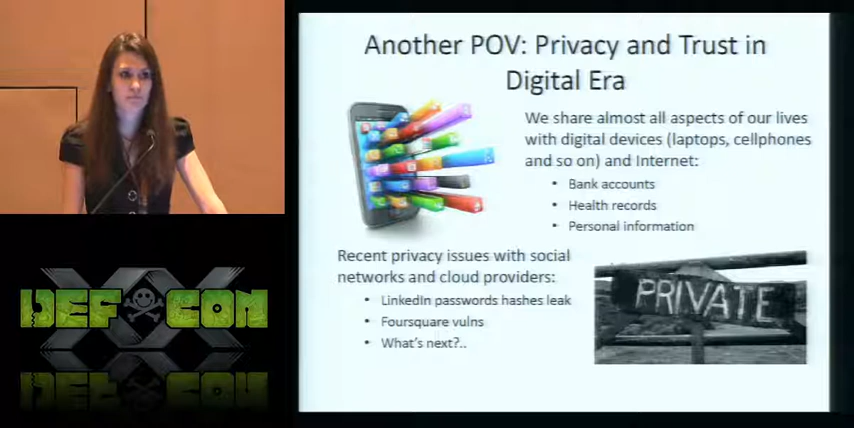 Another POV: Privacy and Trust in
Digital Era
We share almost all aspects of our lives
with digital devices (laptops, cellphones
and so on) and Internet:
• Bank accounts
• Health records
• Personal information
Recent privacy issues with social
networks and cloud providers:
• LinkedIn passwords hashes leak
• Foursquare vulns
• What's next?..
PRIVATE
XX
DEF CON